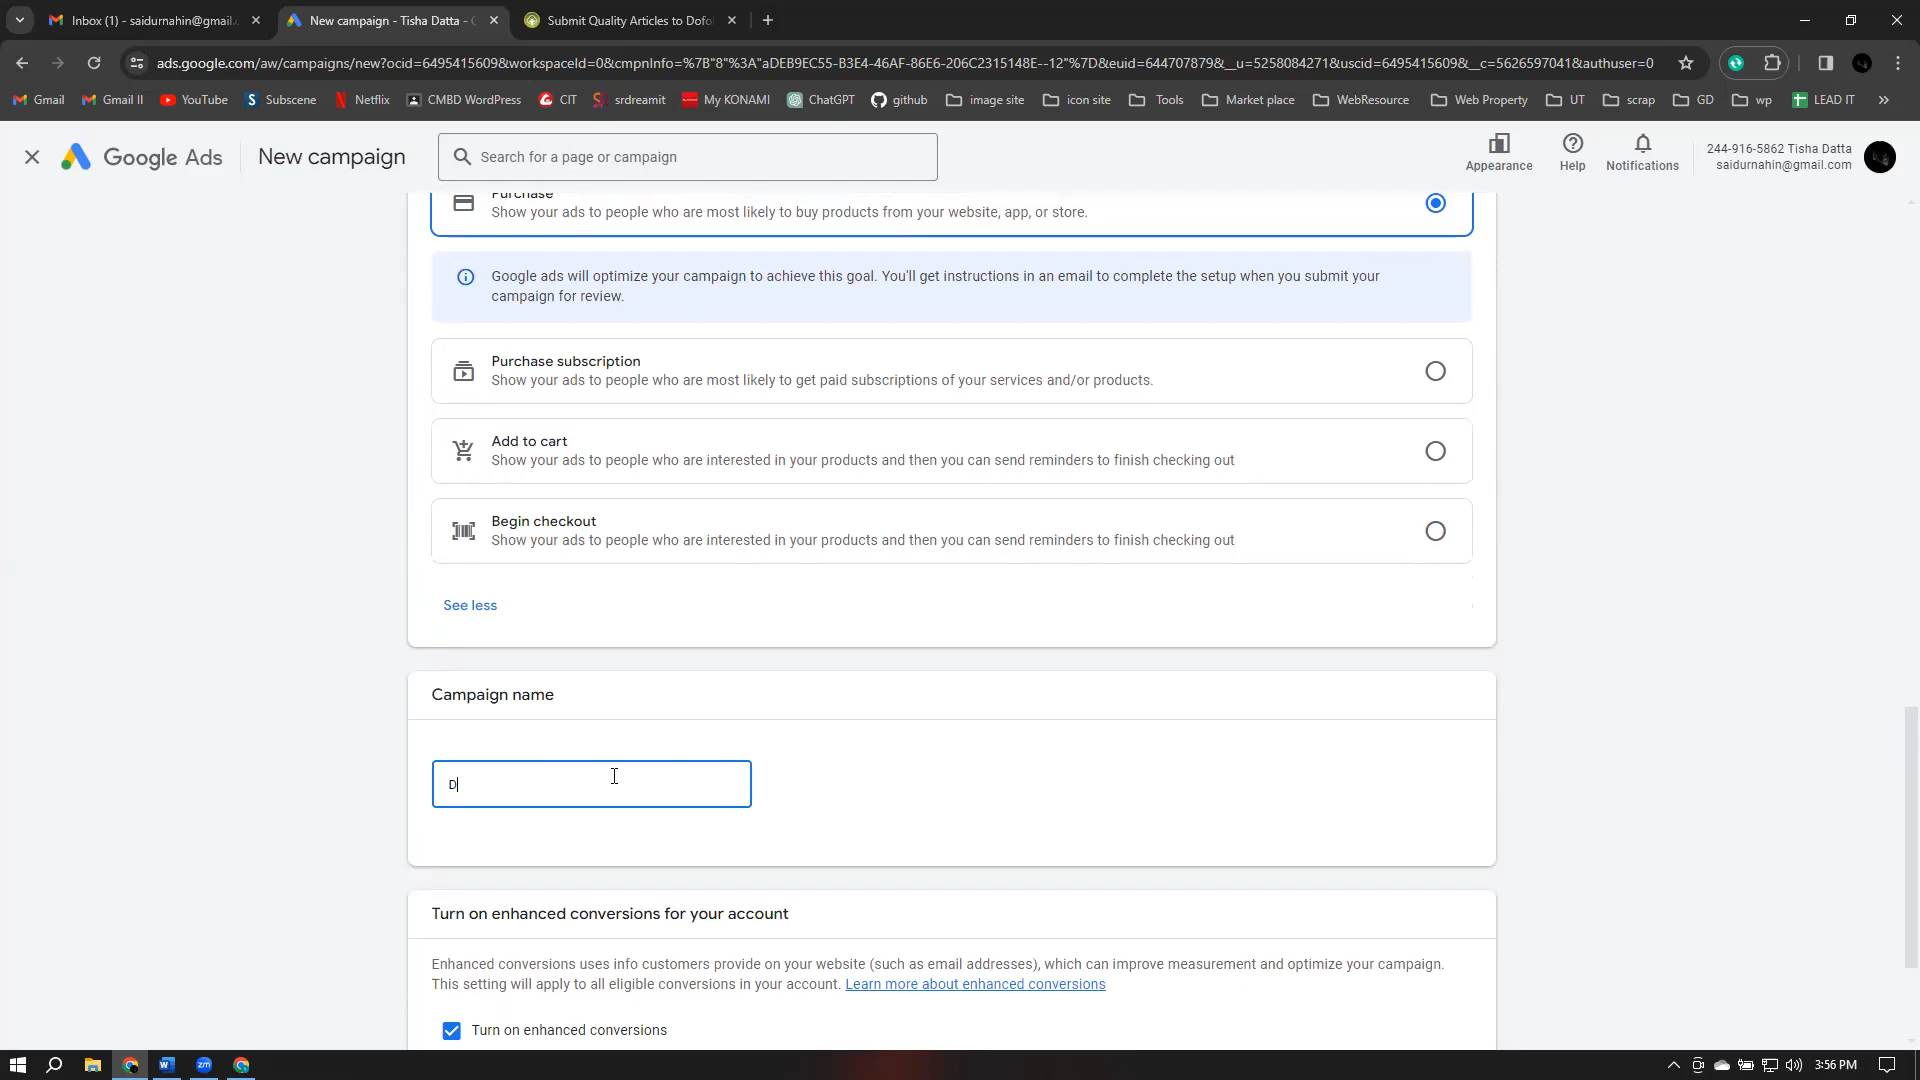 Inbox (1) - saidurnahin@gmail.
New campaign - Tisha Datta -
Submit Quality Articles to Dofo
ads.google.com/aw/campaigns/new?ocid=6495415609&workspaceId=0&cmpnInfo=%7B"8"%3A"aDEB9EC55-B3E4-46AF-86E6-206C2315148E--12"%7D&euid=644707879&__u=5258084271&uscid=6495415609&__c=5626597041&authuser=0
Gmail
Gmail II
YouTube
Subscene
Netflix
CMBD WordPress
CIT
srdreamit
My KONAMI
ChatGPT
github
image site
icon site
Tools
Market place
WebResource
Web Property
UT
scrap
GD
wp
LEAD IT
»
Google Ads
New campaign
Search for a page or campaign
Appearance
Help
Notifications
244-916-5862 Tisha Datta
saidurnahin@gmail.com
Purchase
Show your ads to people who are most likely to buy products from your website, app, or store.
Google ads will optimize your campaign to achieve this goal. You'll get instructions in an email to complete the setup when you submit your
campaign for review.
Purchase subscription
Show your ads to people who are most likely to get paid subscriptions of your services and/or products.
Add to cart
Show your ads to people who are interested in your products and then you can send reminders to finish checking out
Begin checkout
Show your ads to people who are interested in your products and then you can send reminders to finish checking out
See less
Campaign name
D
Turn on enhanced conversions for your account
Enhanced conversions uses info customers provide on your website (such as email addresses), which can improve measurement and optimize your campaign.
This setting will apply to all eligible conversions in your account. Learn more about enhanced conversions
Turn on enhanced conversions
3:56 PM